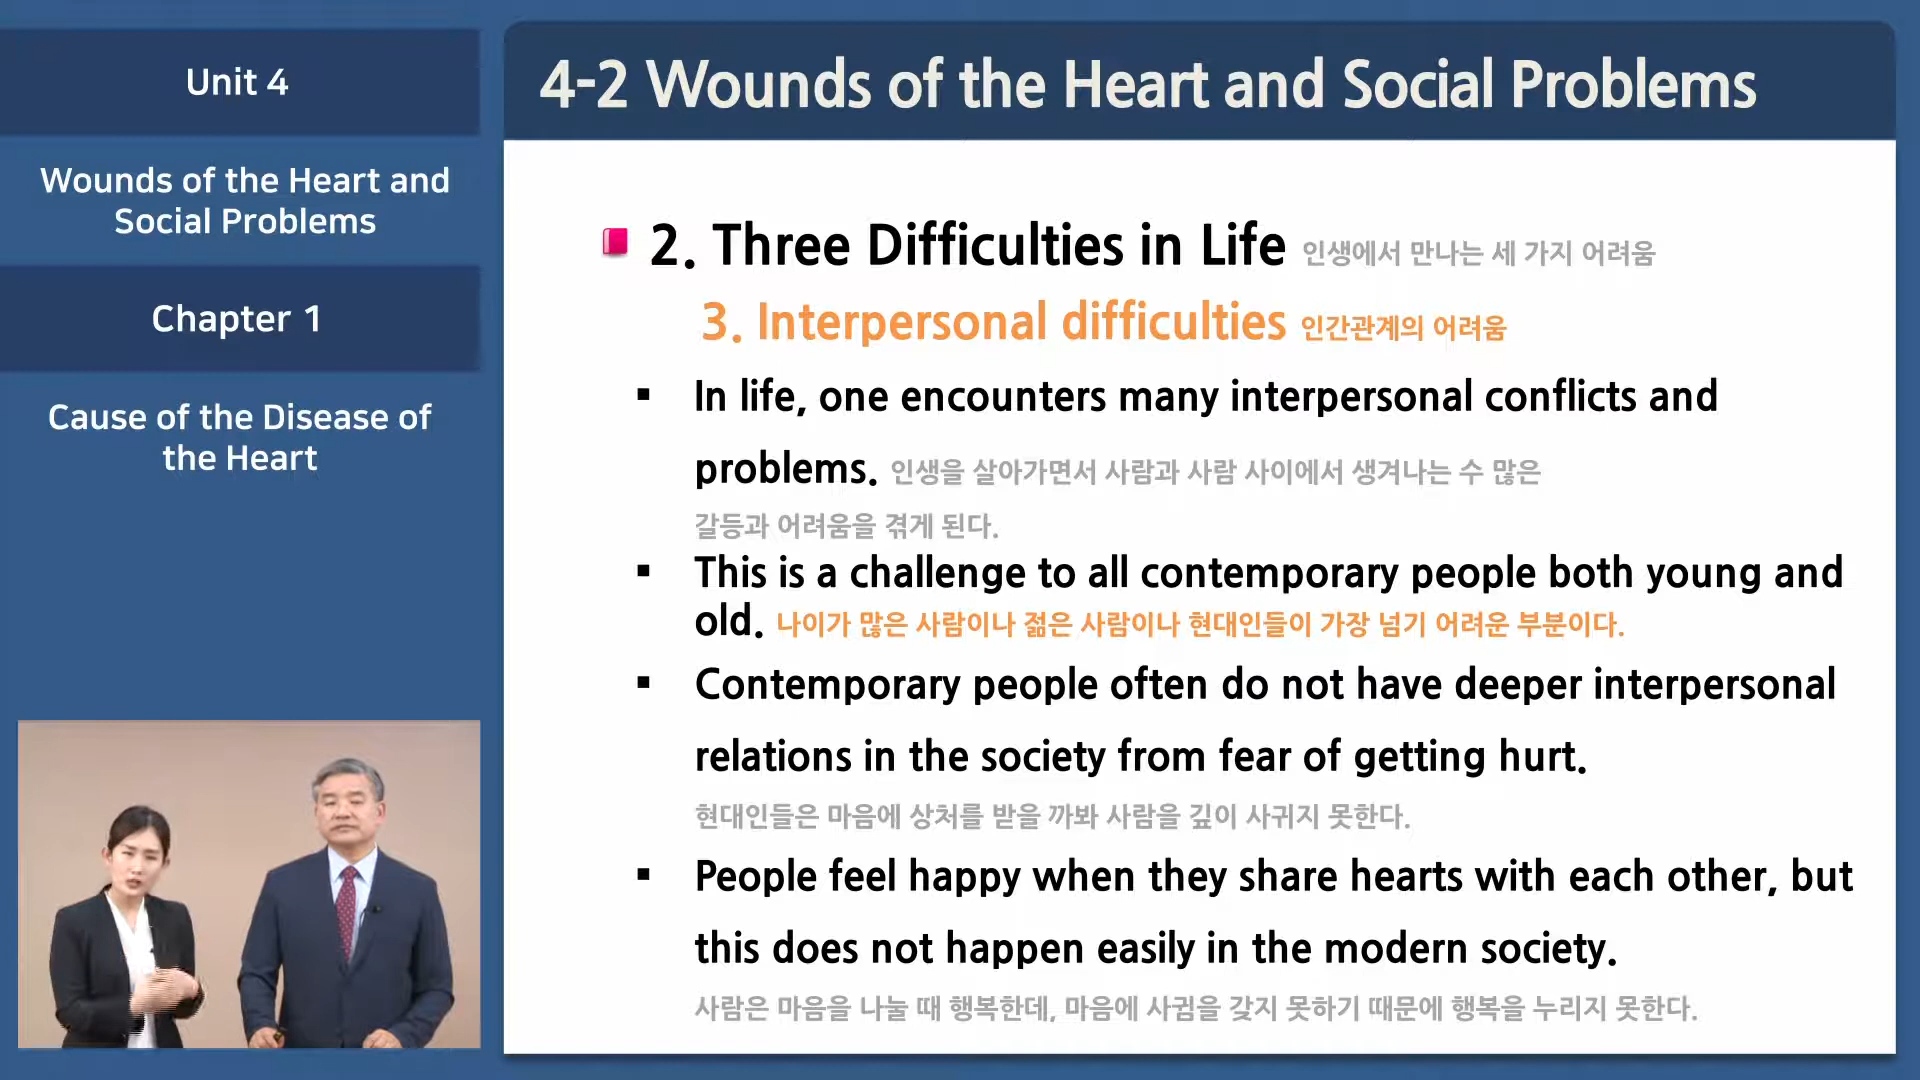 Unit 4
Wounds of the Heart and
Social Problems
Chapter 1
Cause of the Disease of
the Heart
4-2 Wounds of the Heart and Social Problems
2. Three Difficulties in Life 인생에서 만나는 세 가지 어려움
3. Interpersonal difficulties 인간관계의 어려움
▪ In life, one encounters many interpersonal conflicts and
problems. 인생을 살아가면서 사람과 사람 사이에서 생겨나는 수 많은
갈등과 어려움을 겪게 된다.
▪ This is a challenge to all contemporary people both young and
old. 나이가 많은 사람이나 젊은 사람이나 현대인들이 가장 넘기 어려운 부분이다.
▪ Contemporary people often do not have deeper interpersonal
relations in the society from fear of getting hurt.
현대인들은 마음에 상처를 받을 까봐 사람을 깊이 사귀지 못한다.
▪ People feel happy when they share hearts with each other, but
this does not happen easily in the modern society.
사람은 마음을 나눌 때 행복한데, 마음에 사귐을 갖지 못하기 때문에 행복을 누리지 못한다.